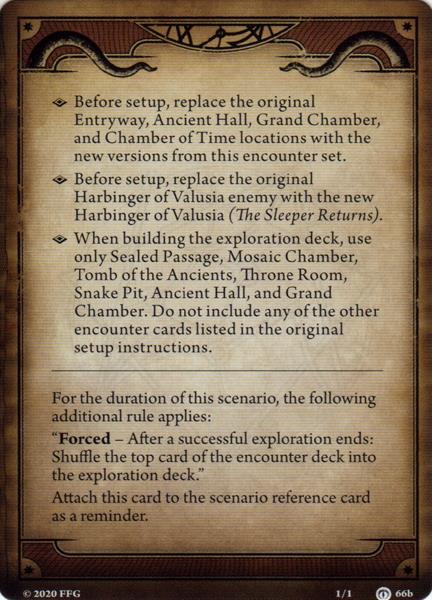 Before setup, replace the original
Entryway, Ancient Hall, Grand Chamber,
and Chamber of Time locations with the
new versions from this encounter set.
Before setup, replace the original
Harbinger of Valusia enemy with the new
Harbinger of Valusia (The Sleeper Returns).
When building the exploration deck, use
only Sealed Passage, Mosaic Chamber,
Tomb of the Ancients, Throne Room,
Snake Pit, Ancient Hall, and Grand
Chamber. Do not include any of the other
encounter cards listed in the original
setup instructions.
For the duration of this scenario, the following
additional rule applies:
“Forced – After a successful exploration ends:
Shuffle the top card of the encounter deck into
the exploration deck.”
Attach this card to the scenario reference card
as a reminder.
© 2020 FFG 1/1 66b